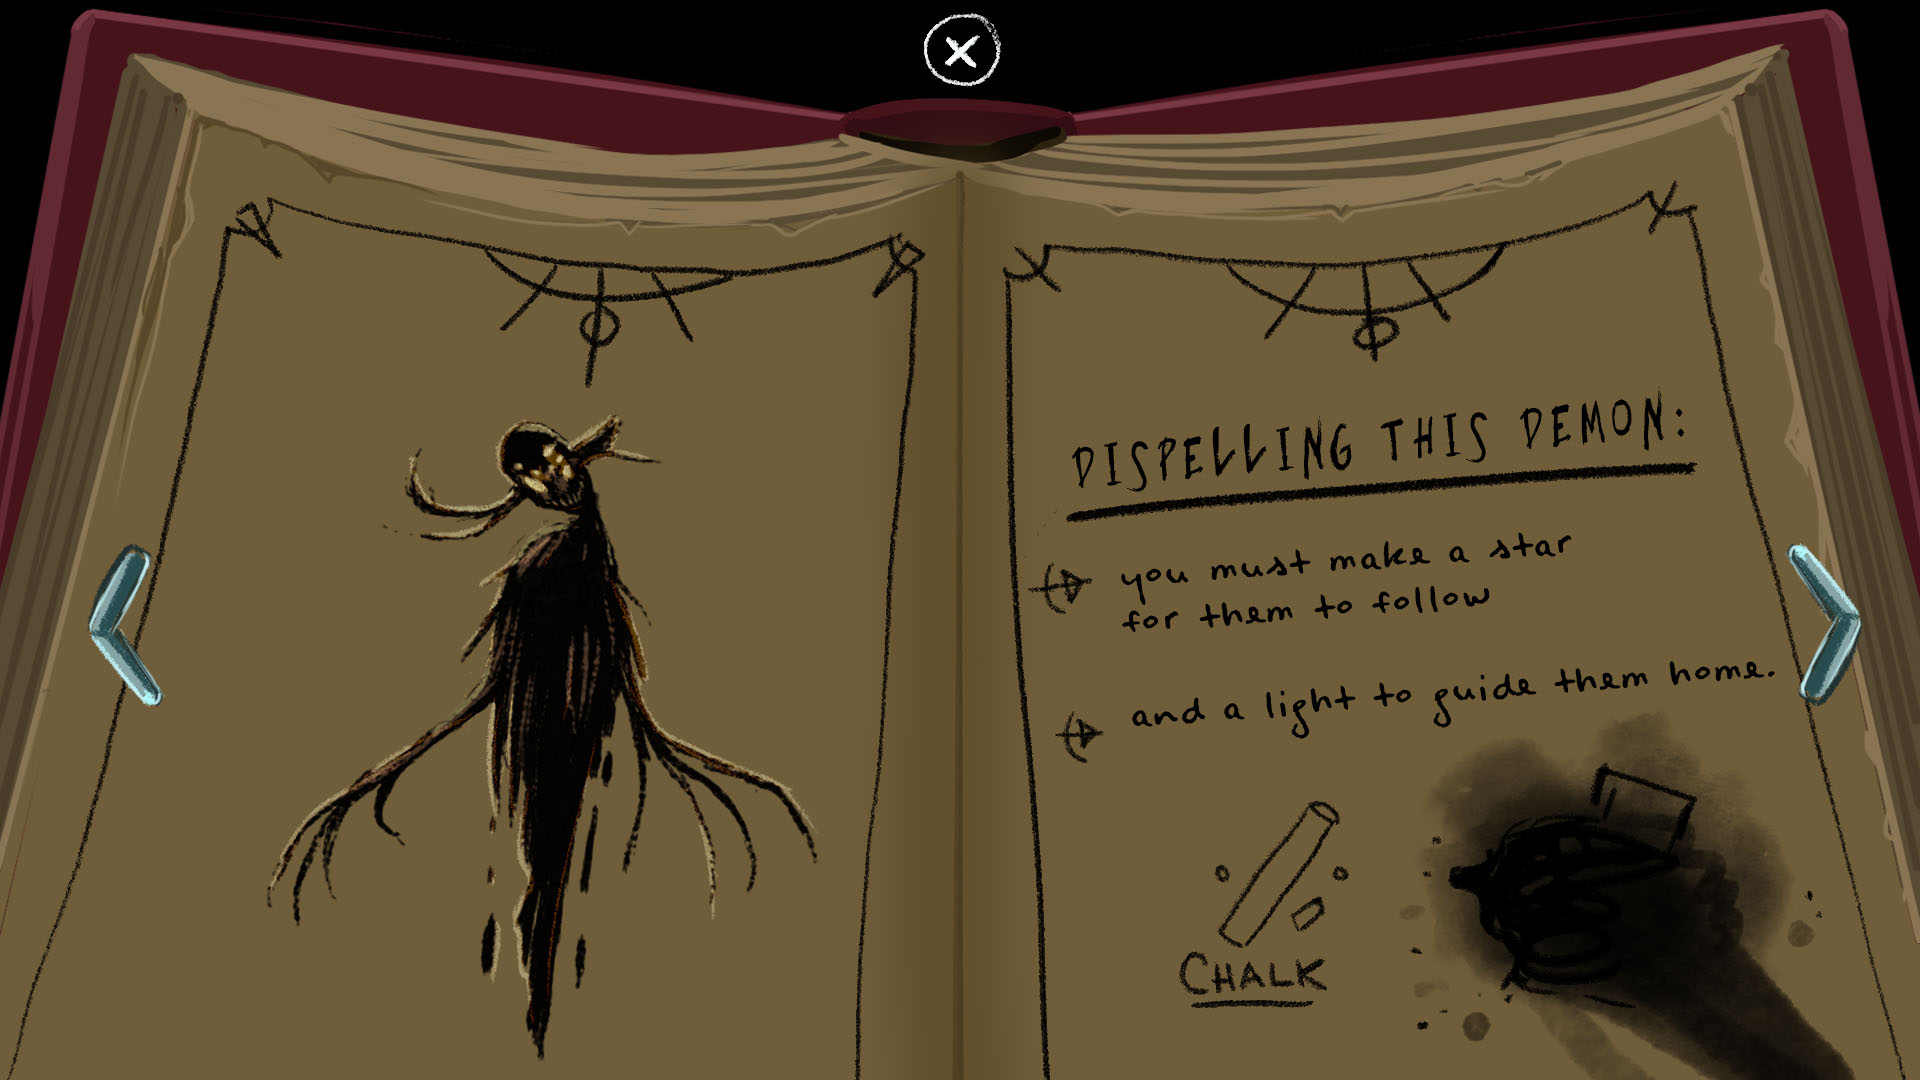 DISPELLING THIS DEMON:
you must make a star
for them to follow
and a light to guide them home.
CHALK